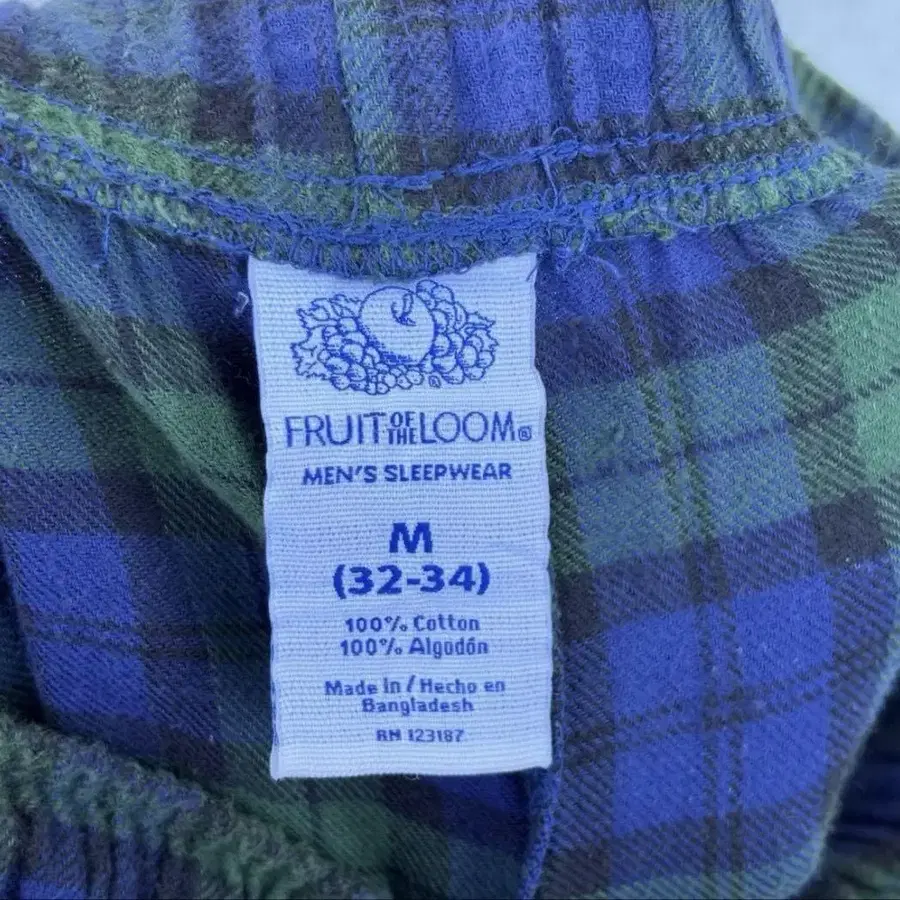 FRUIT OF THE LOOM®
MEN'S SLEEPWEAR
M
(32-34)
100% Cotton
100% Algodón
Made in / Hecho en
Bangladesh
RN 123187